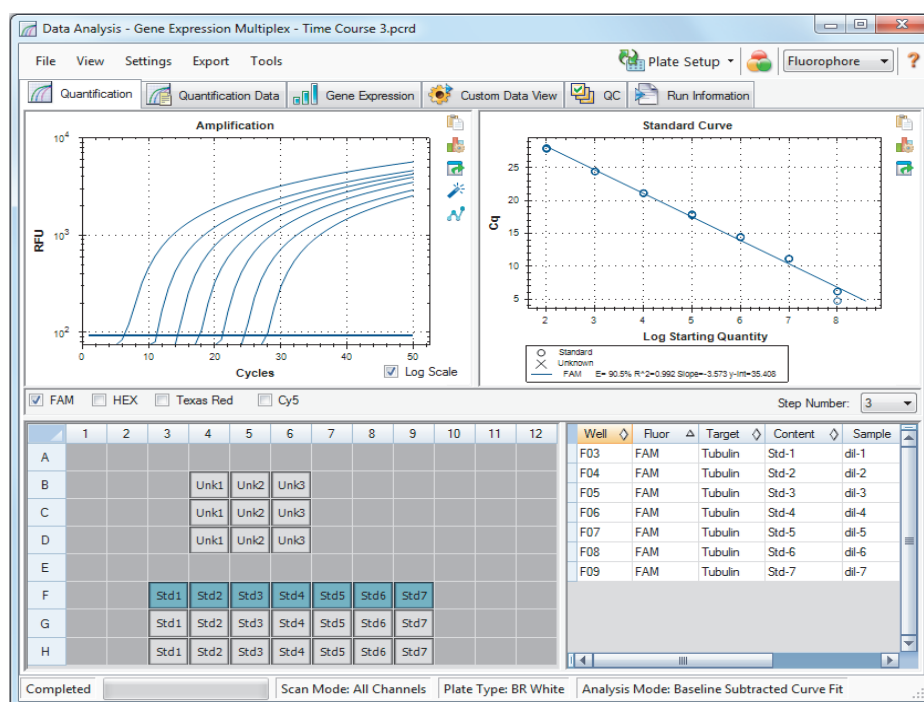 Data Analysis - Gene Expression Multiplex - Time Course 3.pcrd
File View Settings Export Tools Plate Setup Fluorophore ?
Quantification Quantification Data Gene Expression Custom Data View QC Run Information
Amplification
10^4
10^3
10^2
RFU
0 10 20 30 40 50
Cycles
Log Scale
Standard Curve
25
20
15
10
5
Cq
2 3 4 5 6 7 8
Log Starting Quantity
Standard
Unknown
FAM E= 90.5% R^2=0.992 Slope=-3.573 y-int=35.408
FAM HEX Texas Red Cy5 Step Number: 3
1 2 3 4 5 6 7 8 9 10 11 12
A
B Unk1 Unk2 Unk3
C Unk1 Unk2 Unk3
D Unk1 Unk2 Unk3
E
F Std1 Std2 Std3 Std4 Std5 Std6 Std7
G Std1 Std2 Std3 Std4 Std5 Std6 Std7
H Std1 Std2 Std3 Std4 Std5 Std6 Std7
Well Fluor Target Content Sample
F03 FAM Tubulin Std-1 dil-1
F04 FAM Tubulin Std-2 dil-2
F05 FAM Tubulin Std-3 dil-3
F06 FAM Tubulin Std-4 dil-4
F07 FAM Tubulin Std-5 dil-5
F08 FAM Tubulin Std-6 dil-6
F09 FAM Tubulin Std-7 dil-7
Completed Scan Mode: All Channels Plate Type: BR White Analysis Mode: Baseline Subtracted Curve Fit